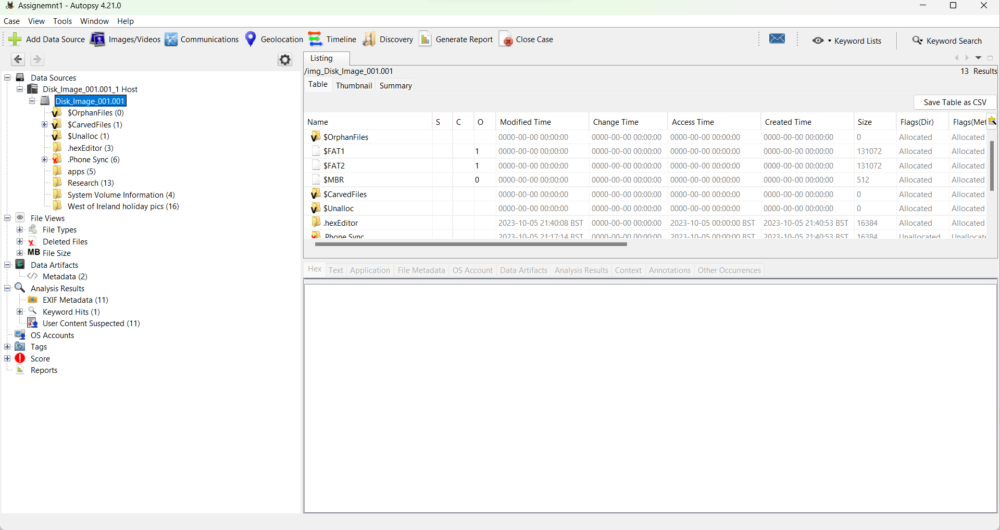 Assignemnt1 - Autopsy 4.21.0
Case View Tools Window Help
Add Data Source Images/Videos Communications Geolocation Timeline Discovery Generate Report Close Case Keyword Lists Keyword Search
Data Sources
Disk_Image_001.001_1 Host
Disk_Image_001.001
$OrphanFiles (0)
$CarvedFiles (1)
$Unalloc (1)
.hexEditor (3)
.Phone Sync (6)
apps (5)
Research (13)
System Volume Information (4)
West of Ireland holiday pics (16)
File Views
File Types
Deleted Files
MB File Size
Data Artifacts
Metadata (2)
Analysis Results
EXIF Metadata (11)
Keyword Hits (1)
User Content Suspected (11)
OS Accounts
Tags
Score
Reports
Listing
/img_Disk_Image_001.001 13 Results
Table Thumbnail Summary
Save Table as CSV
Name S C O Modified Time Change Time Access Time Created Time Size Flags(Dir) Flags(Met
$OrphanFiles 0000-00-00 00:00:00 0000-00-00 00:00:00 0000-00-00 00:00:00 0000-00-00 00:00:00 0 Allocated Allocated
$FAT1 1 0000-00-00 00:00:00 0000-00-00 00:00:00 0000-00-00 00:00:00 0000-00-00 00:00:00 131072 Allocated Allocated
$FAT2 1 0000-00-00 00:00:00 0000-00-00 00:00:00 0000-00-00 00:00:00 0000-00-00 00:00:00 131072 Allocated Allocated
$MBR 0 0000-00-00 00:00:00 0000-00-00 00:00:00 0000-00-00 00:00:00 0000-00-00 00:00:00 512 Allocated Allocated
$CarvedFiles 0000-00-00 00:00:00 0000-00-00 00:00:00 0000-00-00 00:00:00 0000-00-00 00:00:00 0 Allocated Allocated
$Unalloc 0000-00-00 00:00:00 0000-00-00 00:00:00 0000-00-00 00:00:00 0000-00-00 00:00:00 0 Allocated Allocated
.hexEditor 2023-10-05 21:40:08 BST 0000-00-00 00:00:00 2023-10-05 00:00:00 BST 2023-10-05 21:40:53 BST 16384 Allocated Allocated
.Phone Sync 2023-10-05 21:17:14 BST 0000-00-00 00:00:00 2023-10-05 00:00:00 BST 2023-10-05 21:40:53 BST 16384 Unallocated Unallocate
Hex Text Application File Metadata OS Account Data Artifacts Analysis Results Context Annotations Other Occurrences